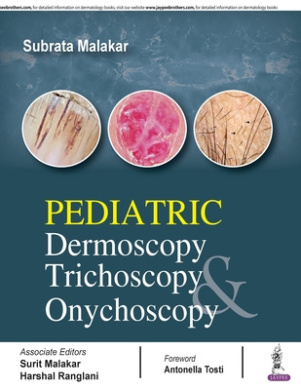 Subrata Malakar
PEDIATRIC
Dermoscopy
Trichoscopy &
Onychoscopy
Associate Editors
Surit Malakar
Harshal Ranglani
Foreword
Antonella Tosti